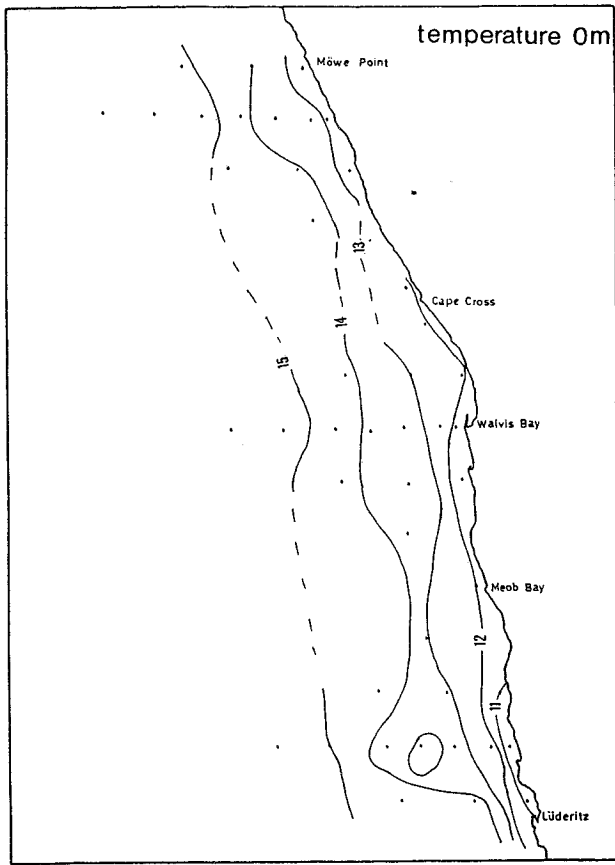 temperature 0m
Möwe Point
13
Cape Cross
14
15
Walvis Bay
Meob Bay
12
11
Lüderitz